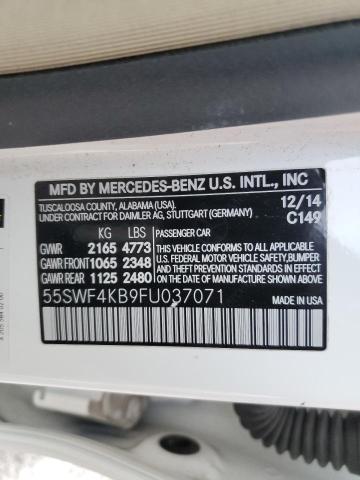 MFD BY MERCEDES-BENZ U.S. INTL., INC
TUSCALOOSA COUNTY, ALABAMA (USA). 12/14
UNDER CONTRACT FOR DAIMLER AG, STUTTGART (GERMANY) C149
KG LBS PASSENGER CAR
GVWR 2165 4773 THIS VEHICLE CONFORMS TO ALL APPLICABLE
GAWR FRONT 1065 2348 U.S. FEDERAL MOTOR VEHICLE SAFETY, BUMPER,
GAWR REAR 1125 2480 AND THEFT PREVENTION STANDARDS IN EFFECT ON THE DATE OF MANUFACTURE SHOWN ABOVE.
55SWF4KB9FU037071